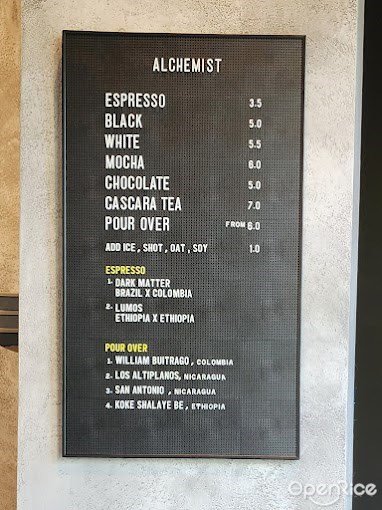 ALCHEMIST
ESPRESSO 3.5
BLACK 5.0
WHITE 5.5
MOCHA 6.0
CHOCOLATE 5.0
CASCARA TEA 7.0
POUR OVER FROM 6.0
ADD ICE , SHOT , OAT , SOY 1.0
ESPRESSO
1. DARK MATTER
BRAZIL X COLOMBIA
2. LUMOS
ETHIOPIA X ETHIOPIA
POUR OVER
1. WILLIAM BUITRAGO , COLOMBIA
2. LOS ALTIPLANOS, NICARAGUA
3. SAN ANTONIO , NICARAGUA
4. KOKE SHALAYE BE , ETHIOPIA
OpenRice